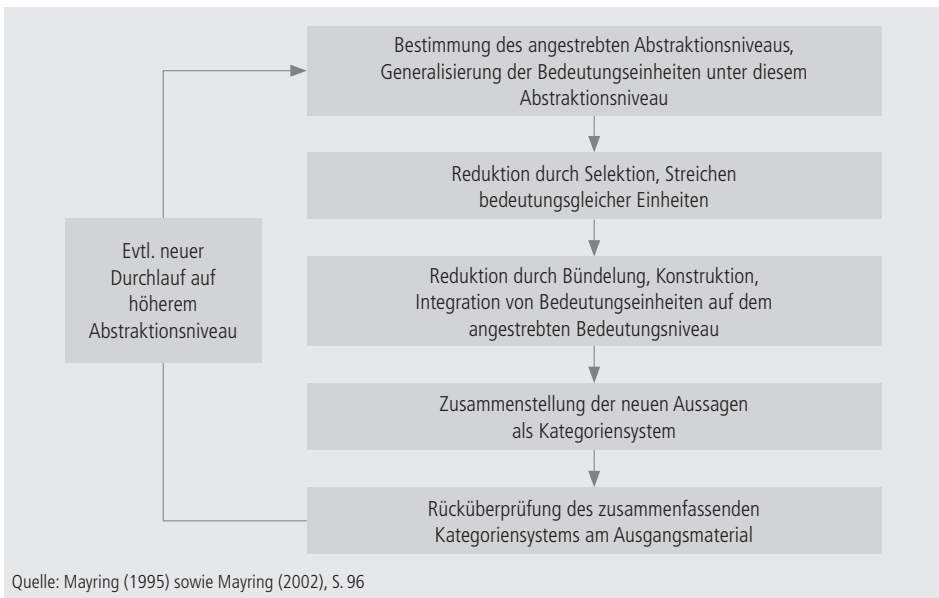 Bestimmung des angestrebten Abstraktionsniveaus,
Generalisierung der Bedeutungseinheiten unter diesem
Abstraktionsniveau
Reduktion durch Selektion, Streichen
bedeutungsgleicher Einheiten
Evtl. neuer
Durchlauf auf
höherem
Abstraktionsniveau
Reduktion durch Bündelung, Konstruktion,
Integration von Bedeutungseinheiten auf dem
angestrebten Bedeutungsniveau
Zusammenstellung der neuen Aussagen
als Kategoriensystem
Rücküberprüfung des zusammenfassenden
Kategoriensystems am Ausgangsmaterial
Quelle: Mayring (1995) sowie Mayring (2002), S. 96